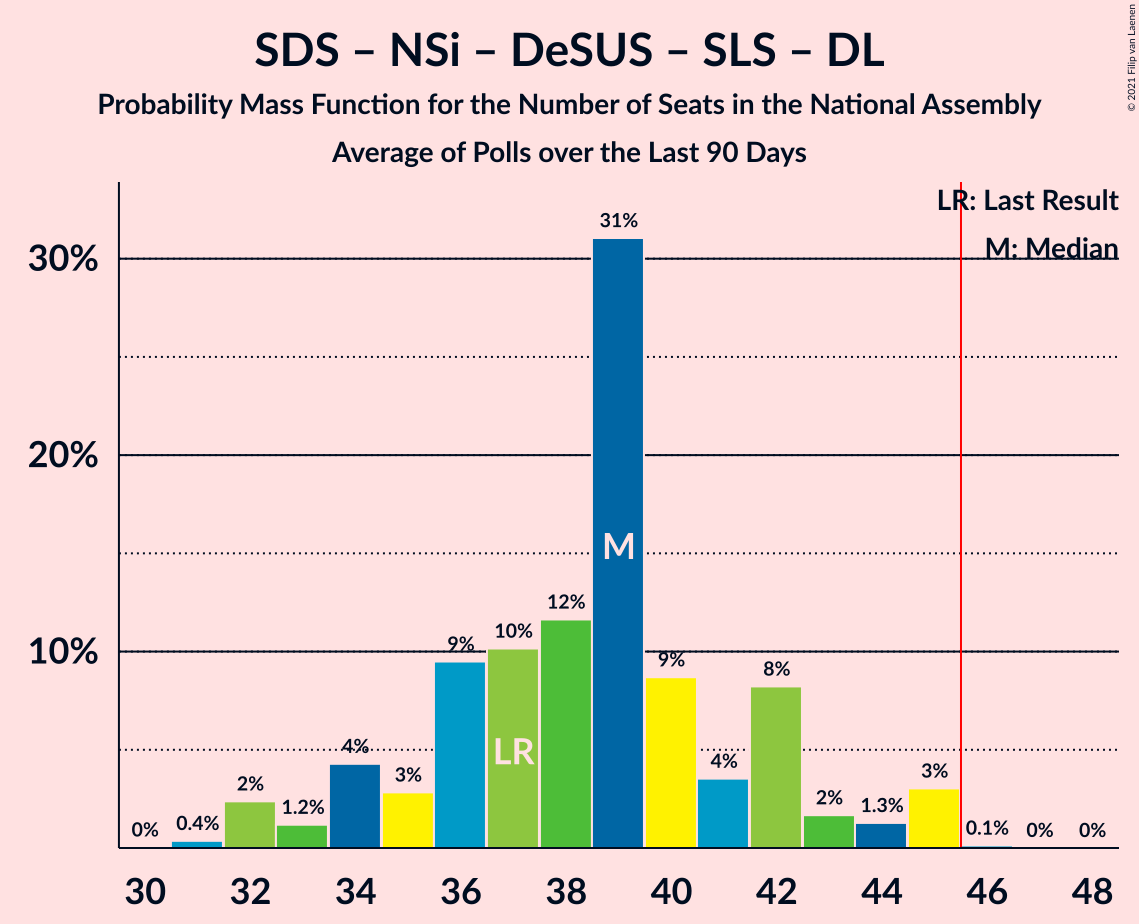 SDS – NSi – DeSUS – SLS – DL
Probability Mass Function for the Number of Seats in the National Assembly
Average of Polls over the Last 90 Days
© 2021 Filip van Laenen
LR: Last Result
M: Median
30%
20%
10%
0%
0.4%
2%
1.2%
4%
3%
9%
10%
12%
31%
9%
4%
8%
2%
1.3%
3%
0.1%
0%
0%
LR
M
30 32 34 36 38 40 42 44 46 48